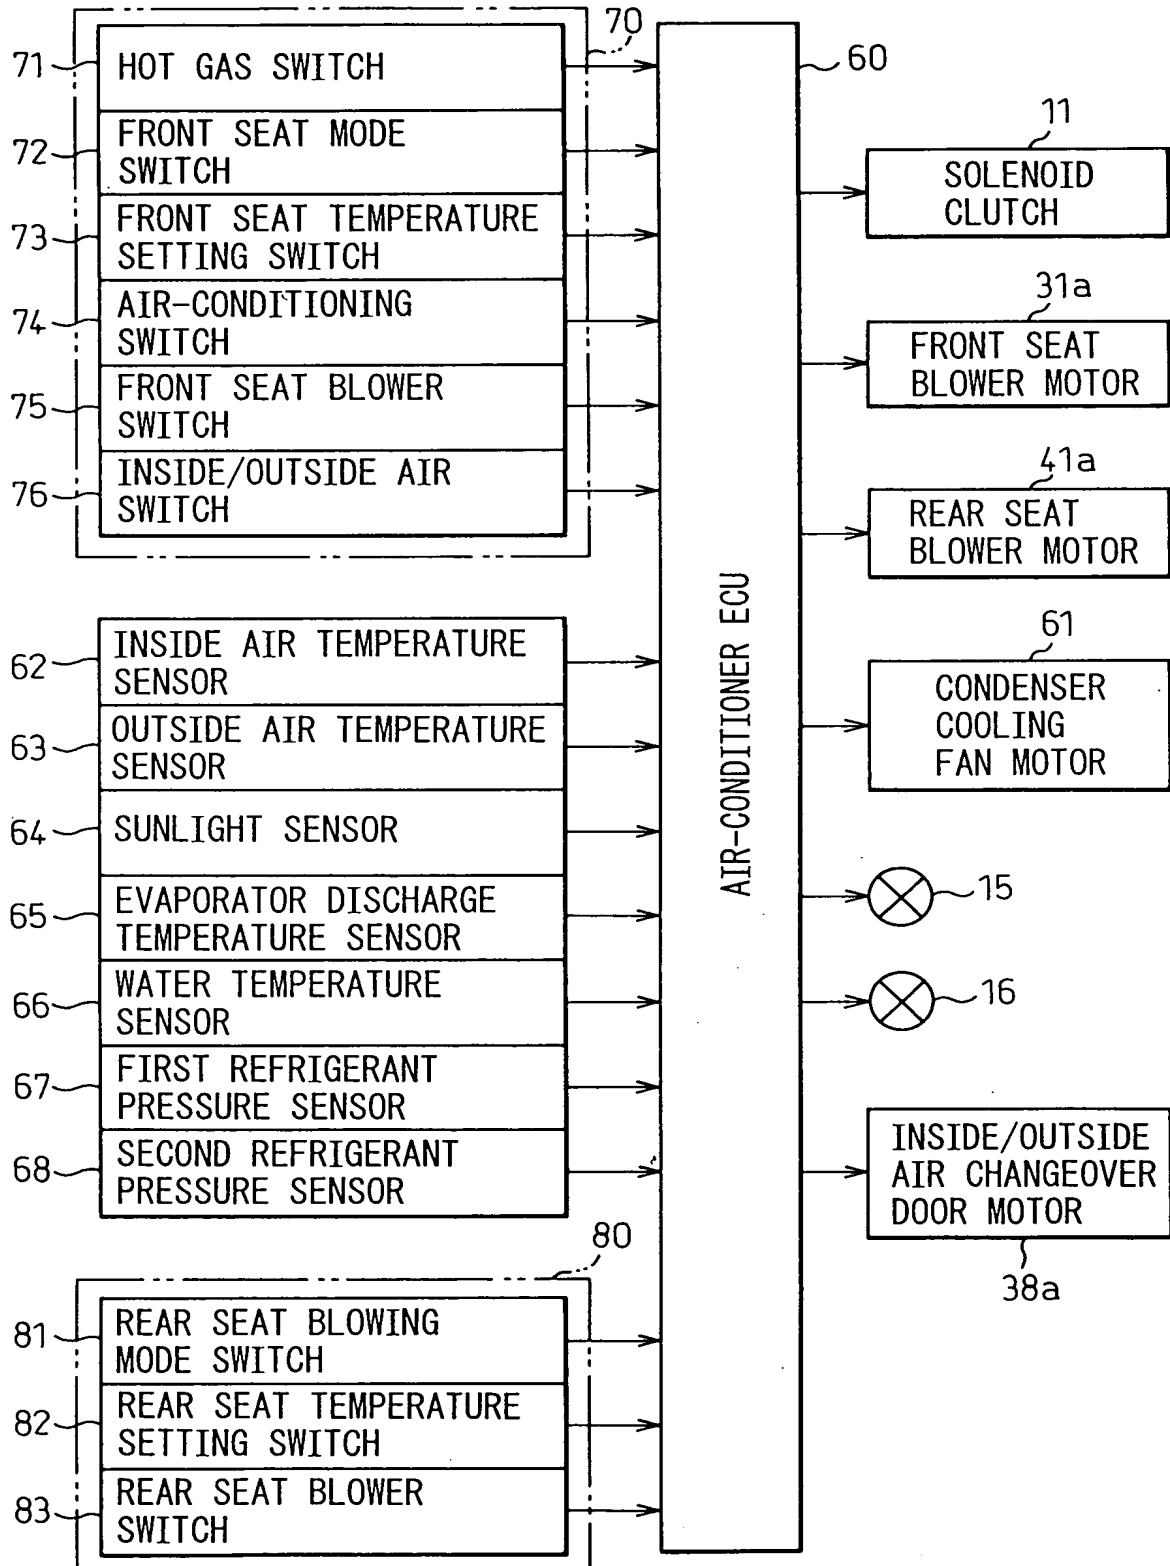 70
71
HOT GAS SWITCH
72
FRONT SEAT MODE
SWITCH
73
FRONT SEAT TEMPERATURE
SETTING SWITCH
74
AIR-CONDITIONING
SWITCH
75
FRONT SEAT BLOWER
SWITCH
76
INSIDE/OUTSIDE AIR
SWITCH
62
INSIDE AIR TEMPERATURE
SENSOR
63
OUTSIDE AIR TEMPERATURE
SENSOR
64
SUNLIGHT SENSOR
65
EVAPORATOR DISCHARGE
TEMPERATURE SENSOR
66
WATER TEMPERATURE
SENSOR
67
FIRST REFRIGERANT
PRESSURE SENSOR
68
SECOND REFRIGERANT
PRESSURE SENSOR
80
81
REAR SEAT BLOWING
MODE SWITCH
82
REAR SEAT TEMPERATURE
SETTING SWITCH
83
REAR SEAT BLOWER
SWITCH
60
AIR-CONDITIONER ECU
11
SOLENOID
CLUTCH
31a
FRONT SEAT
BLOWER MOTOR
41a
REAR SEAT
BLOWER MOTOR
61
CONDENSER
COOLING
FAN MOTOR
15
16
INSIDE/OUTSIDE
AIR CHANGEOVER
DOOR MOTOR
38a